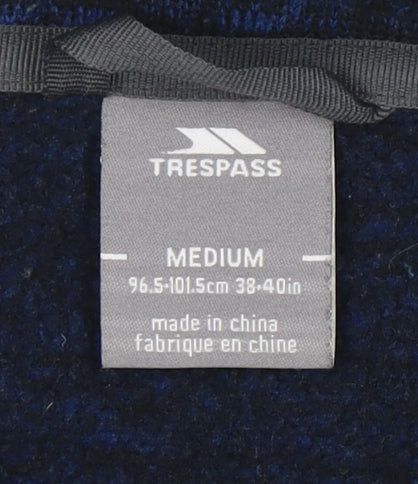 TRESPASS
MEDIUM
96.5·101.5cm 38·40in
made in china
fabrique en chine